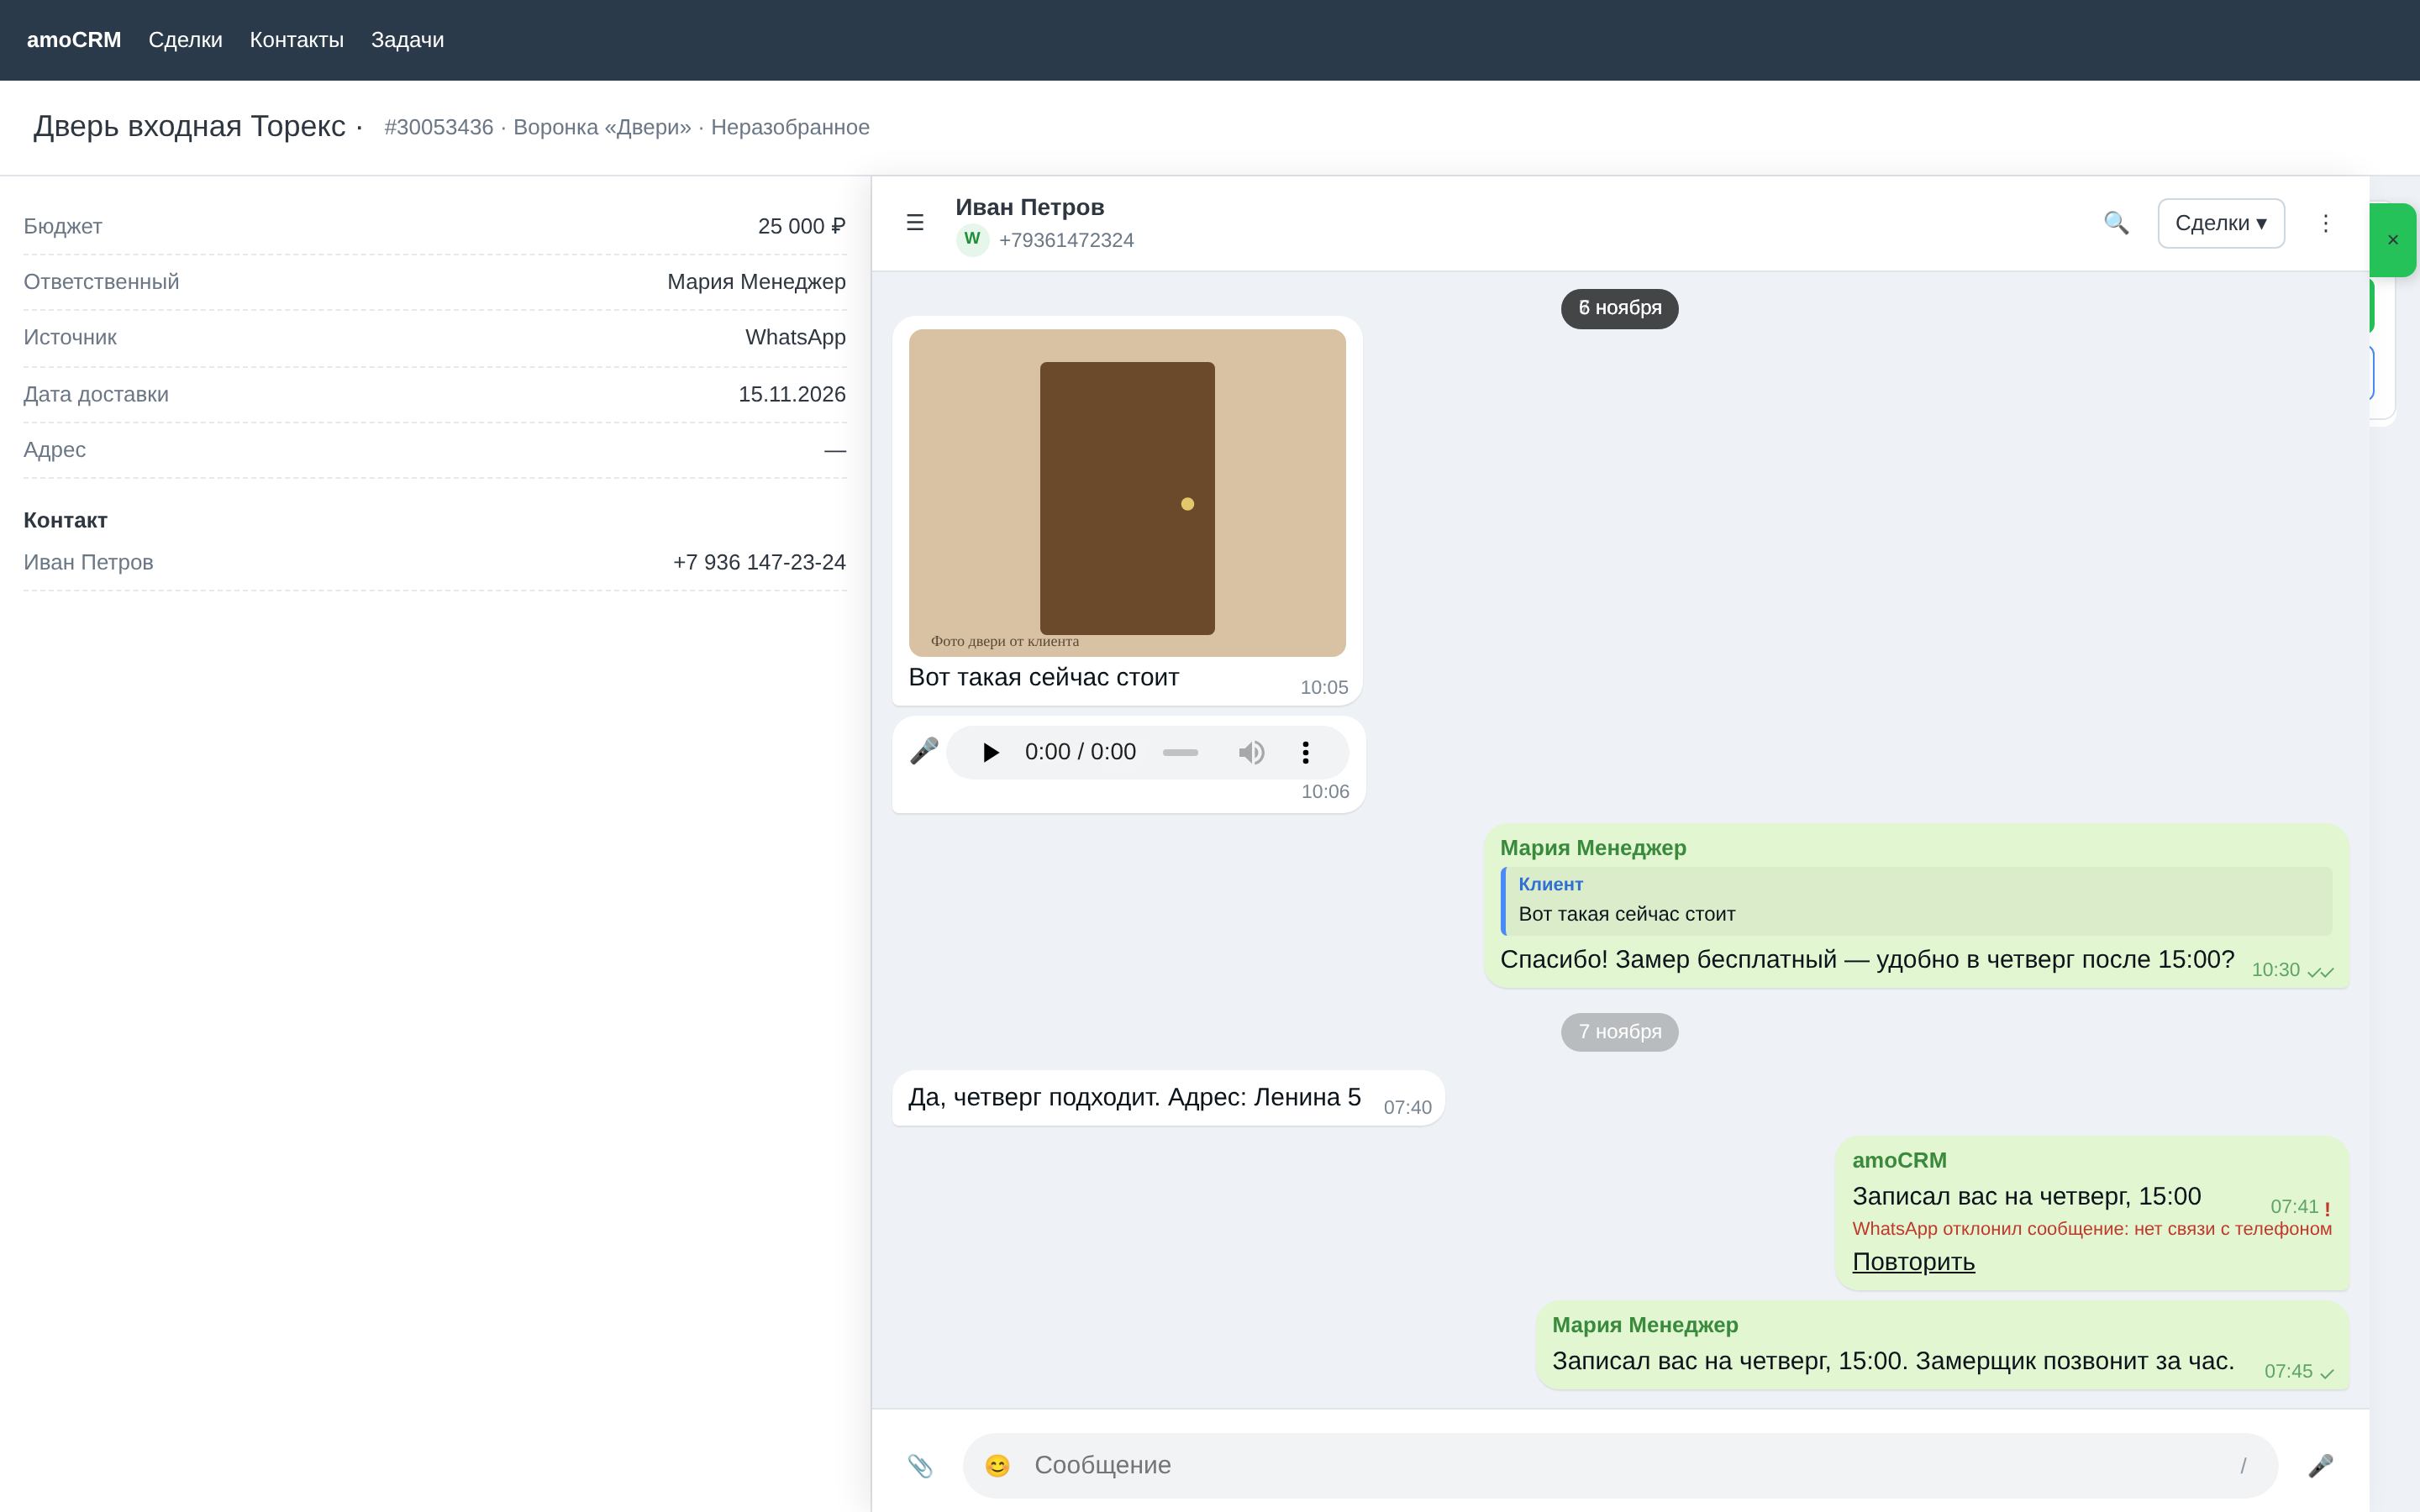 amoCRM Сделки Контакты Задачи
Дверь входная Торекс · #30053436 · Воронка «Двери» · Неразобранное
Бюджет 25 000 ₽
Ответственный Мария Менеджер
Источник WhatsApp
Дата доставки 15.11.2026
Адрес —
Контакт
Иван Петров +7 936 147-23-24
☰ Иван Петров
W +79361472324
Сделки ▾ ⋮
×
ноября
Фото двери от клиента
Вот такая сейчас стоит 10:05
0:00 / 0:00
10:06
Мария Менеджер
Клиент
Вот такая сейчас стоит
Спасибо! Замер бесплатный — удобно в четверг после 15:00? 10:30
7 ноября
Да, четверг подходит. Адрес: Ленина 5 07:40
amoCRM
Записал вас на четверг, 15:00 07:41 !
WhatsApp отклонил сообщение: нет связи с телефоном
Повторить
Мария Менеджер
Записал вас на четверг, 15:00. Замерщик позвонит за час. 07:45
Сообщение /